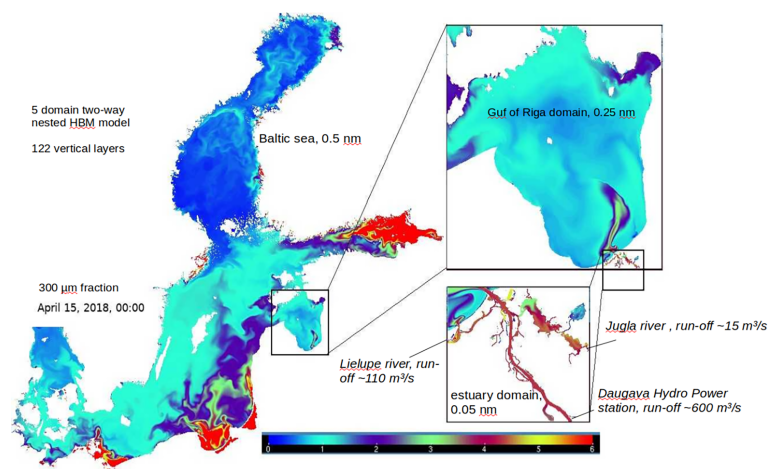 5 domain two-way
nested HBM model
122 vertical layers
Baltic sea, 0.5 nm
Guf of Riga domain, 0.25 nm
300 µm fraction
April 15, 2018, 00:00
Jugla river , run-off ~15 m³/s
Lielupe river, run-
off ~110 m³/s
estuary domain,
0.05 nm
Daugava Hydro Power
station, run-off ~600 m³/s
0 1 2 3 4 5 6